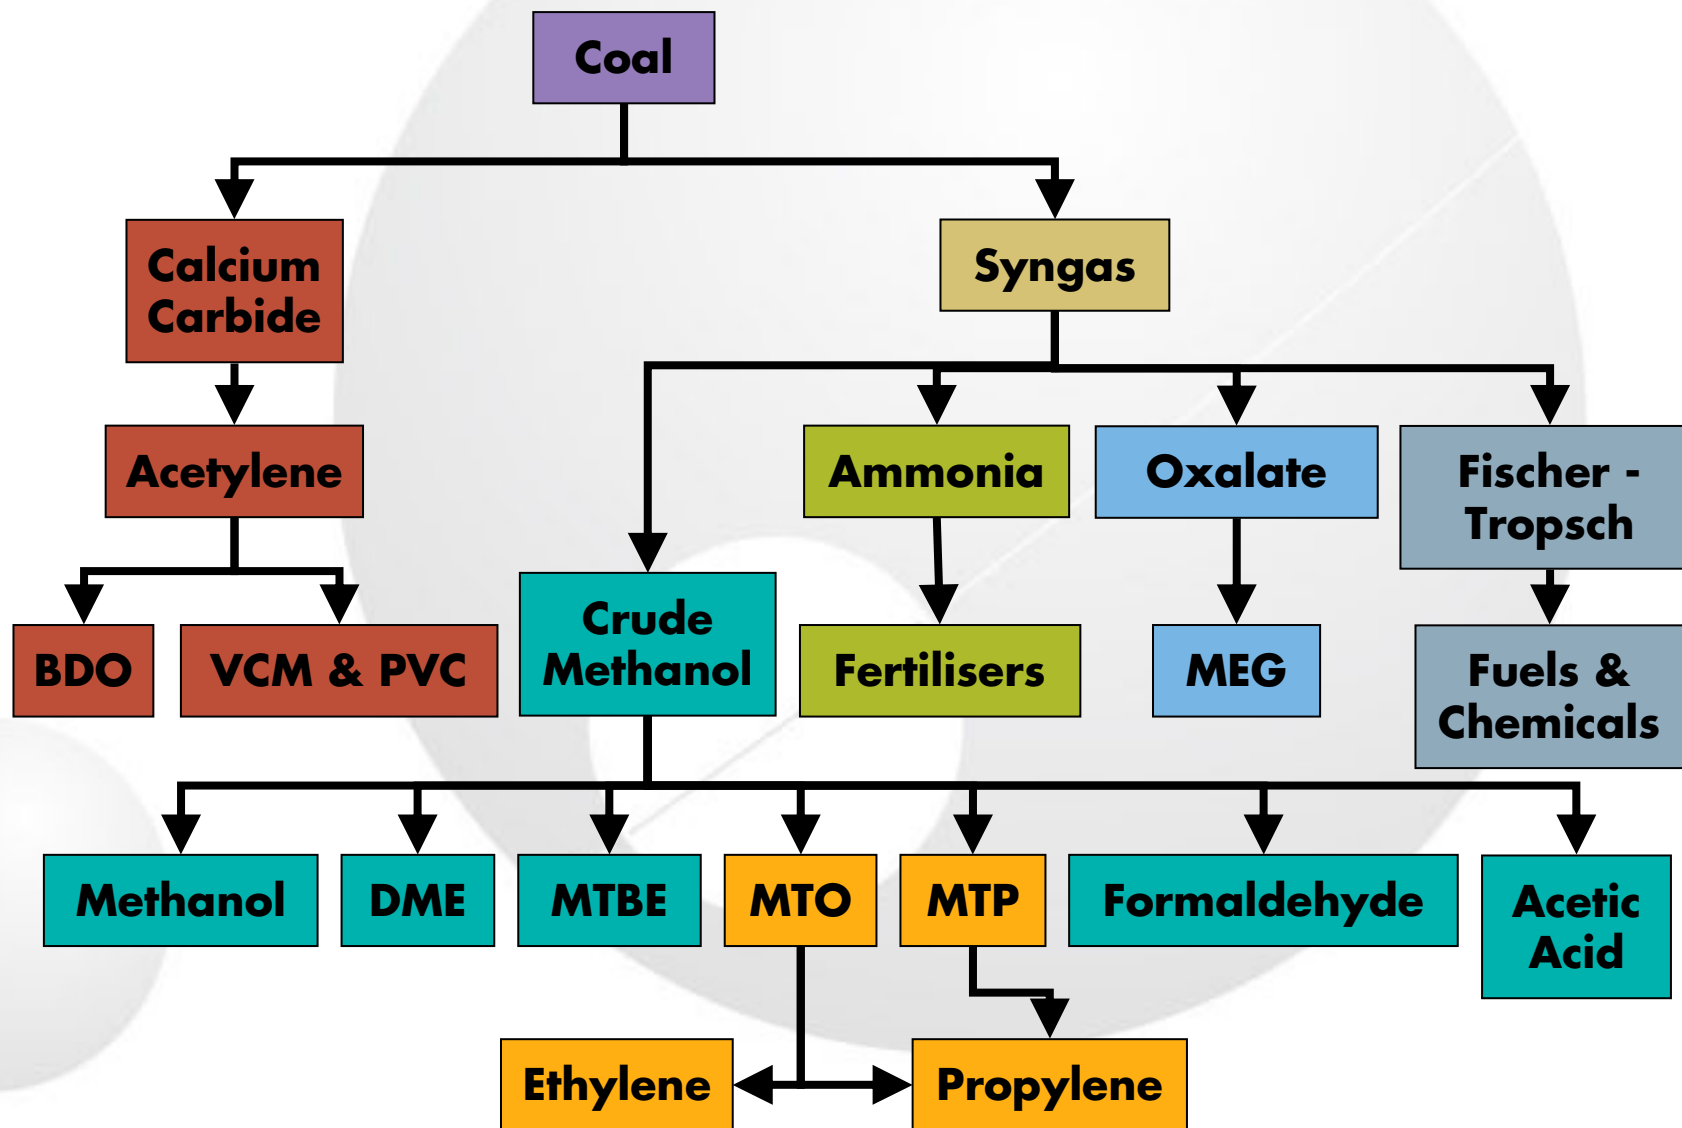 Coal
Calcium
Carbide
Syngas
Acetylene
Ammonia
Oxalate
Fischer -
Tropsch
BDO
VCM & PVC
Crude
Methanol
Fertilisers
MEG
Fuels &
Chemicals
Methanol
DME
MTBE
MTO
MTP
Formaldehyde
Acetic
Acid
Ethylene
Propylene